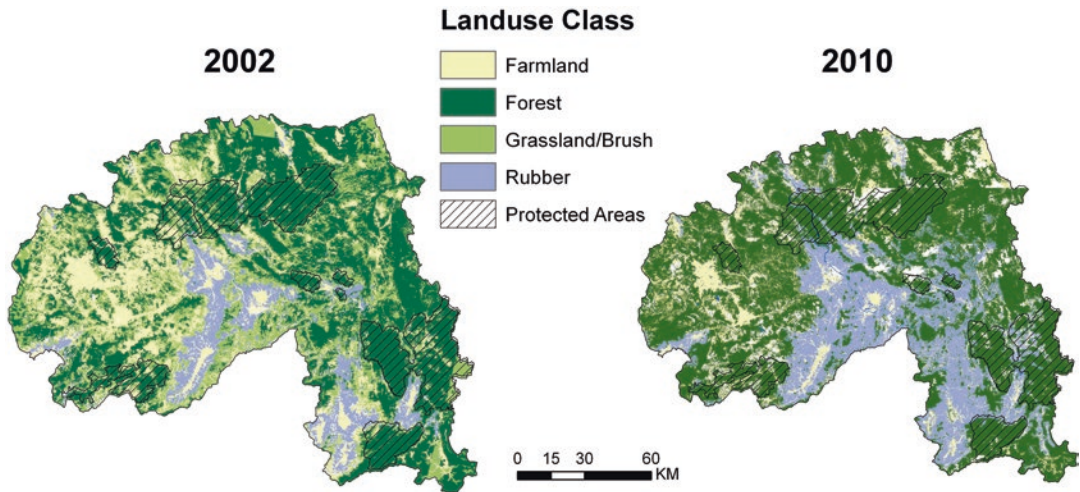 Landuse Class
2002
2010
Farmland
Forest
Grassland/Brush
Rubber
Protected Areas
0 15 30 60
KM